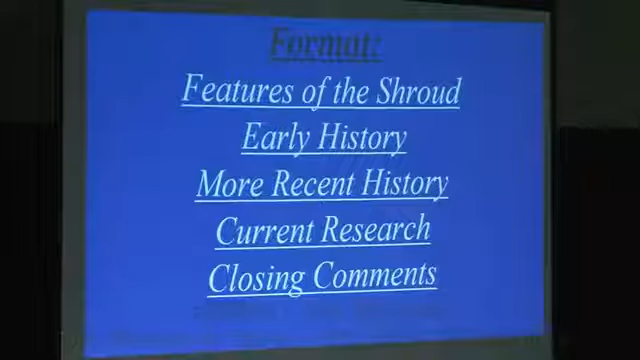 Format:
Features of the Shroud
Early History
More Recent History
Current Research
Closing Comments